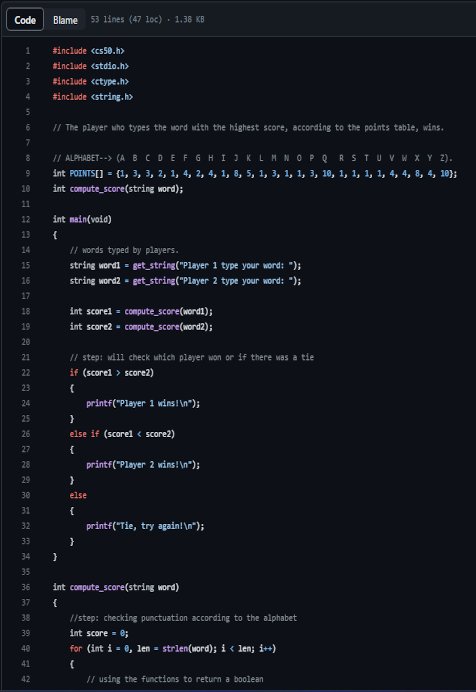 Code Blame 53 lines (47 loc) · 1.38 KB
1 #include <cs50.h>
2 #include <stdio.h>
3 #include <ctype.h>
4 #include <string.h>
5
6 // The player who types the word with the highest score, according to the points table, wins.
7
8 // ALPHABET--> (A B C D E F G H I J K L M N O P Q R S T U V W X Y Z).
9 int POINTS[] = {1, 3, 3, 2, 1, 4, 2, 4, 1, 8, 5, 1, 3, 1, 1, 3, 10, 1, 1, 1, 1, 4, 4, 8, 4, 10};
10 int compute_score(string word);
11
12 int main(void)
13 {
14     // words typed by players.
15     string word1 = get_string("Player 1 type your word: ");
16     string word2 = get_string("Player 2 type your word: ");
17
18     int score1 = compute_score(word1);
19     int score2 = compute_score(word2);
20
21     // step: will check which player won or if there was a tie
22     if (score1 > score2)
23     {
24         printf("Player 1 wins!\n");
25     }
26     else if (score1 < score2)
27     {
28         printf("Player 2 wins!\n");
29     }
30     else
31     {
32         printf("Tie, try again!\n");
33     }
34 }
35
36 int compute_score(string word)
37 {
38     //step: checking punctuation according to the alphabet
39     int score = 0;
40     for (int i = 0, len = strlen(word); i < len; i++)
41     {
42         // using the functions to return a boolean